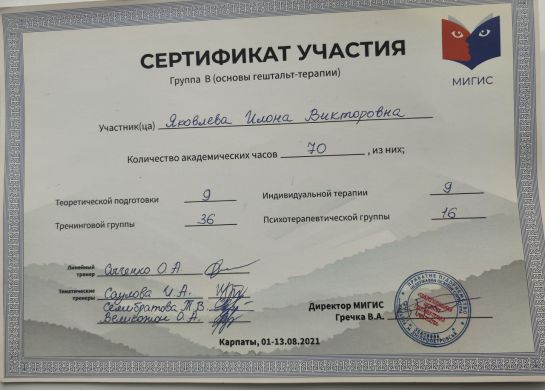 МИГИС
СЕРТИФИКАТ УЧАСТИЯ
Группа В (основы гештальт-терапии)
Участник(ца) Яковлева Илона Викторовна
Количество академических часов 70, из них;
Теоретической подготовки 9
Индивидуальной терапии 9
Тренинговой группы 36
Психотерапевтической группы 16
Линейный
тренер О.А.
Тематические
тренеры Саулова И.А.
Семибратова Т.В.
О.А.
Директор МИГИС
Гречка В.А.
Карпаты, 01-13.08.2021